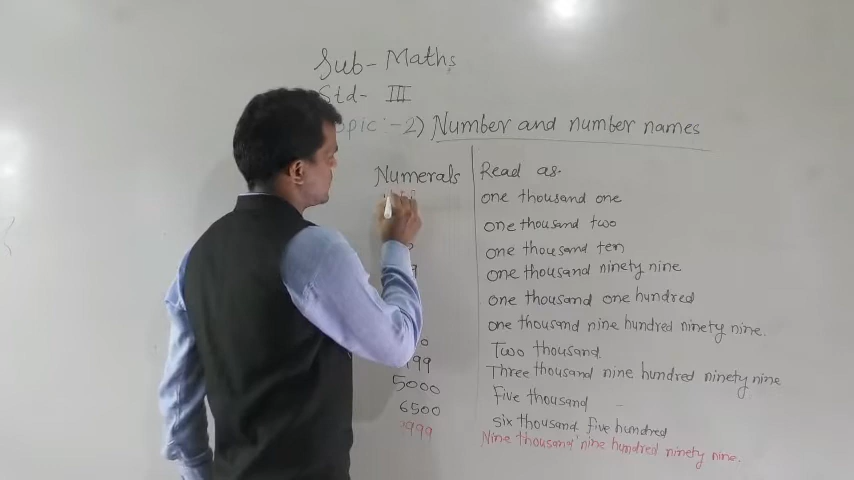 Sub- Maths
Std- III
opic :- 2) Number and number names
Numerals Read as.
one thousand one
one thousand two
one thousand ten
one thousand ninety nine
one thousand one hundred
one thousand nine hundred ninety nine.
Two thousand
199 Three thousand nine hundred ninety nine
5000 five thousand
6500 six thousand five hundred
999 Nine thousand nine hundred ninety nine.